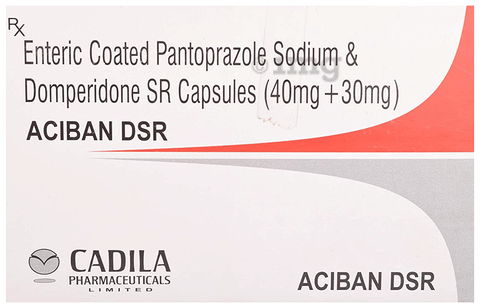 Rx
Enteric Coated Pantoprazole Sodium &
Domperidone SR Capsules (40mg+30mg)
ACIBAN DSR
CADILA
PHARMACEUTICALS
LIMITED
ACIBAN DSR